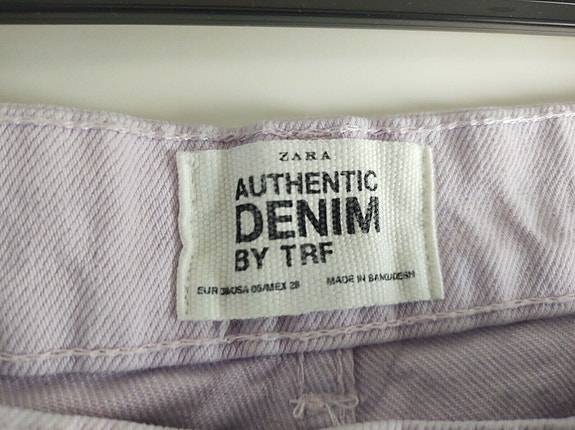 ZARA
AUTHENTIC
DENIM
BY TRF
EUR 38/USA 06/MEX 28 MADE IN BANGLADESH